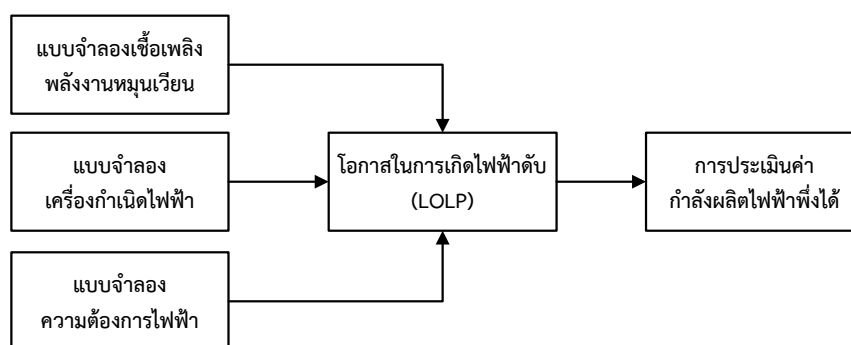 แบบจำลองเชื้อเพลิง
พลังงานหมุนเวียน
แบบจำลอง
เครื่องกำเนิดไฟฟ้า
โอกาสในการเกิดไฟฟ้าดับ
(LOLP)
การประเมินค่า
กำลังผลิตไฟฟ้าพึ่งได้
แบบจำลอง
ความต้องการไฟฟ้า